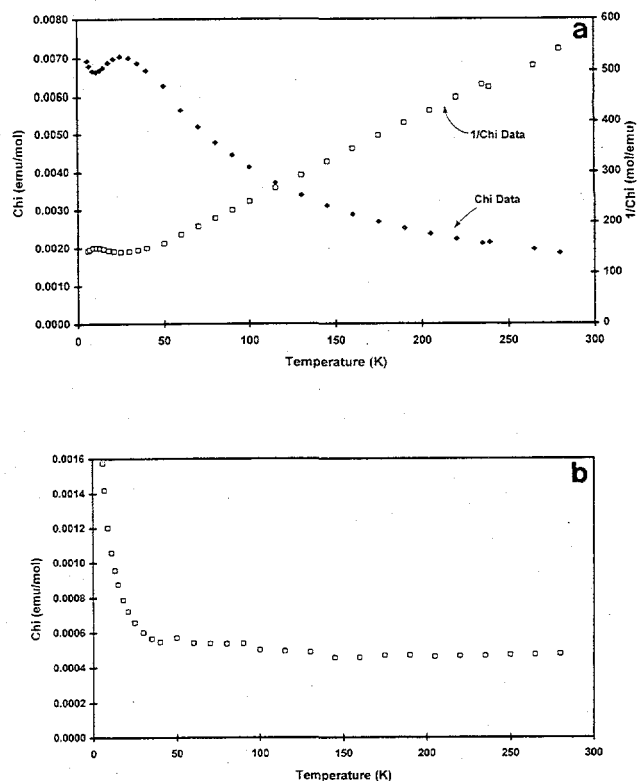 a
0.0080
0.0070
0.0060
0.0050
0.0040
0.0030
0.0020
0.0010
0.0000
Chi (emu/mol)
600
500
400
300
200
100
0
1/Chi (mol/emu)
1/Chi Data
Chi Data
0 50 100 150 200 250 300
Temperature (K)
b
0.0016
0.0014
0.0012
0.0010
0.0008
0.0006
0.0004
0.0002
0.0000
Chi (emu/mol)
0 50 100 150 200 250 300
Temperature (K)